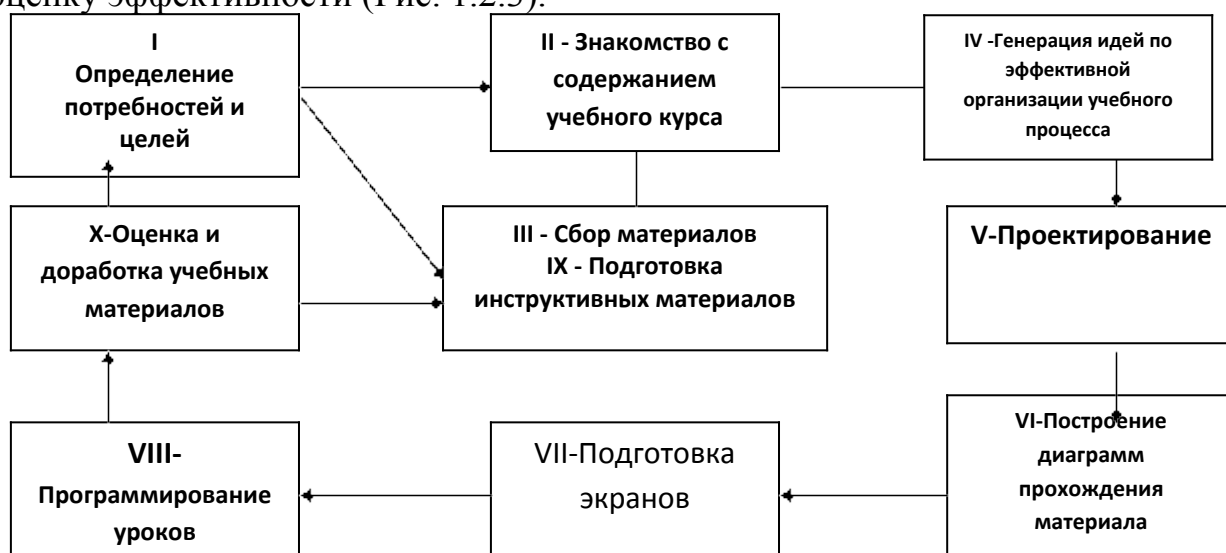 оценку эффективности (Рис. 1.2.3).
I
Определение
потребностей и
целей
II - Знакомство с
содержанием
учебного курса
IV -Генерация идей по
эффективной
организации учебного
процесса
X-Оценка и
доработка учебных
материалов
III - Сбор материалов
IX - Подготовка
инструктивных материалов
V-Проектирование
VIII-
Программирование
уроков
VII-Подготовка
экранов
VI-Построение
диаграмм
прохождения
материала